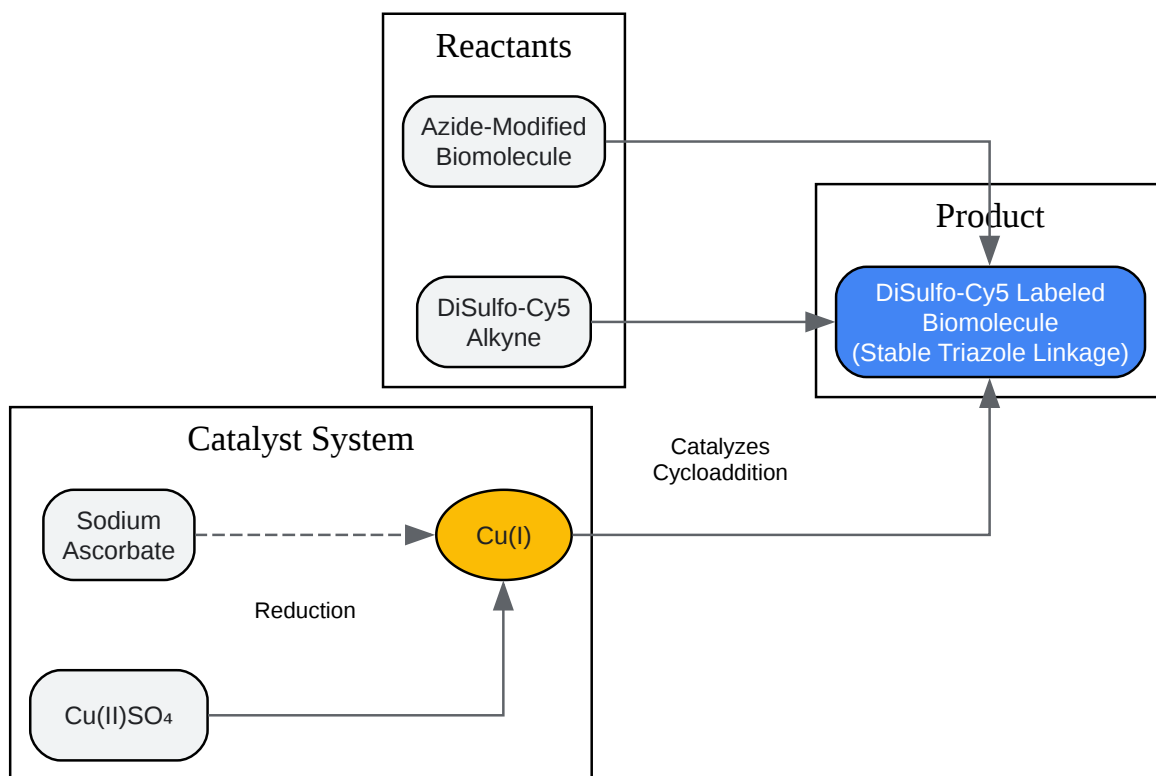 Reactants
Azide-Modified
Biomolecule
DiSulfo-Cy5
Alkyne
Product
DiSulfo-Cy5 Labeled
Biomolecule
(Stable Triazole Linkage)
Catalyst System
Sodium
Ascorbate
Cu(I)
Reduction
Cu(II)SO₄
Catalyzes
Cycloaddition